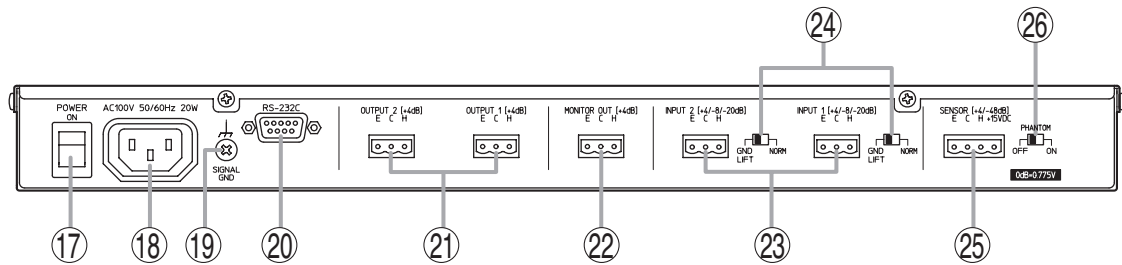 ㉔ ㉖
POWER
ON
AC100V 50/60Hz 20W
SIGNAL
GND
RS-232C
OUTPUT 2 [+4dB]
E C H
OUTPUT 1 [+4dB]
E C H
MONITOR OUT [+4dB]
E C H
INPUT 2 [+4/-8/-20dB]
E C H
GND
LIFT
NORM
INPUT 1 [+4/-8/-20dB]
E C H
GND
LIFT
NORM
SENSOR [+4/-48dB]
E C H +15VDC
PHANTOM
OFF ON
0dB=0.775V
⑰ ⑱ ⑲ ⑳ ㉑ ㉒ ㉓ ㉕